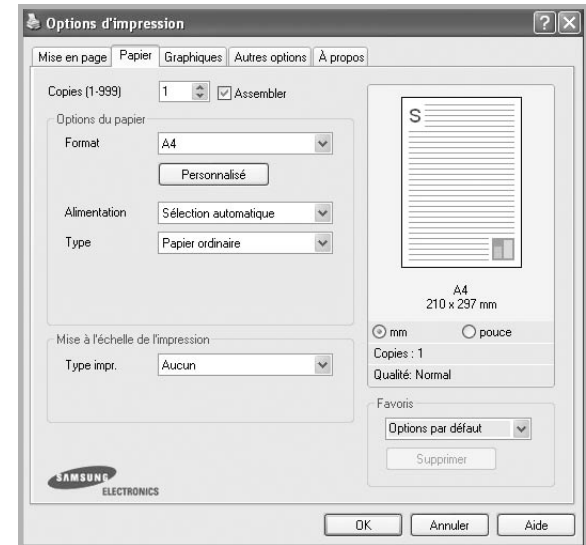 Options d'impression
Mise en page Papier Graphiques Autres options À propos
Copies (1-999) 1 Assembler
Options du papier
Format A4
Personnalisé
Alimentation Sélection automatique
Type Papier ordinaire
Mise à l'échelle de l'impression
Type impr. Aucun
SAMSUNG
ELECTRONICS
S
A4
210 x 297 mm
mm pouce
Copies : 1
Qualité: Normal
Favoris
Options par défaut
Supprimer
OK Annuler Aide